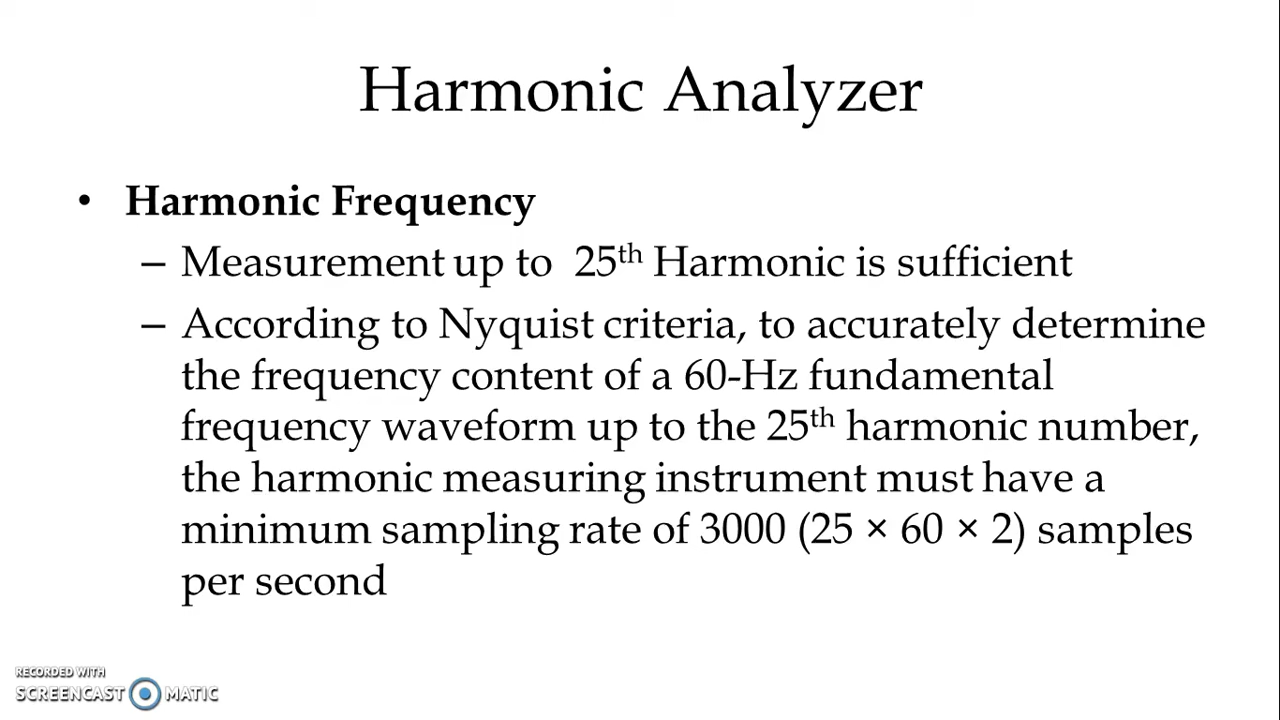 Harmonic Analyzer
• Harmonic Frequency
– Measurement up to 25th Harmonic is sufficient
– According to Nyquist criteria, to accurately determine
the frequency content of a 60-Hz fundamental
frequency waveform up to the 25th harmonic number,
the harmonic measuring instrument must have a
minimum sampling rate of 3000 (25 × 60 × 2) samples
per second
RECORDED WITH
SCREENCAST MATIC